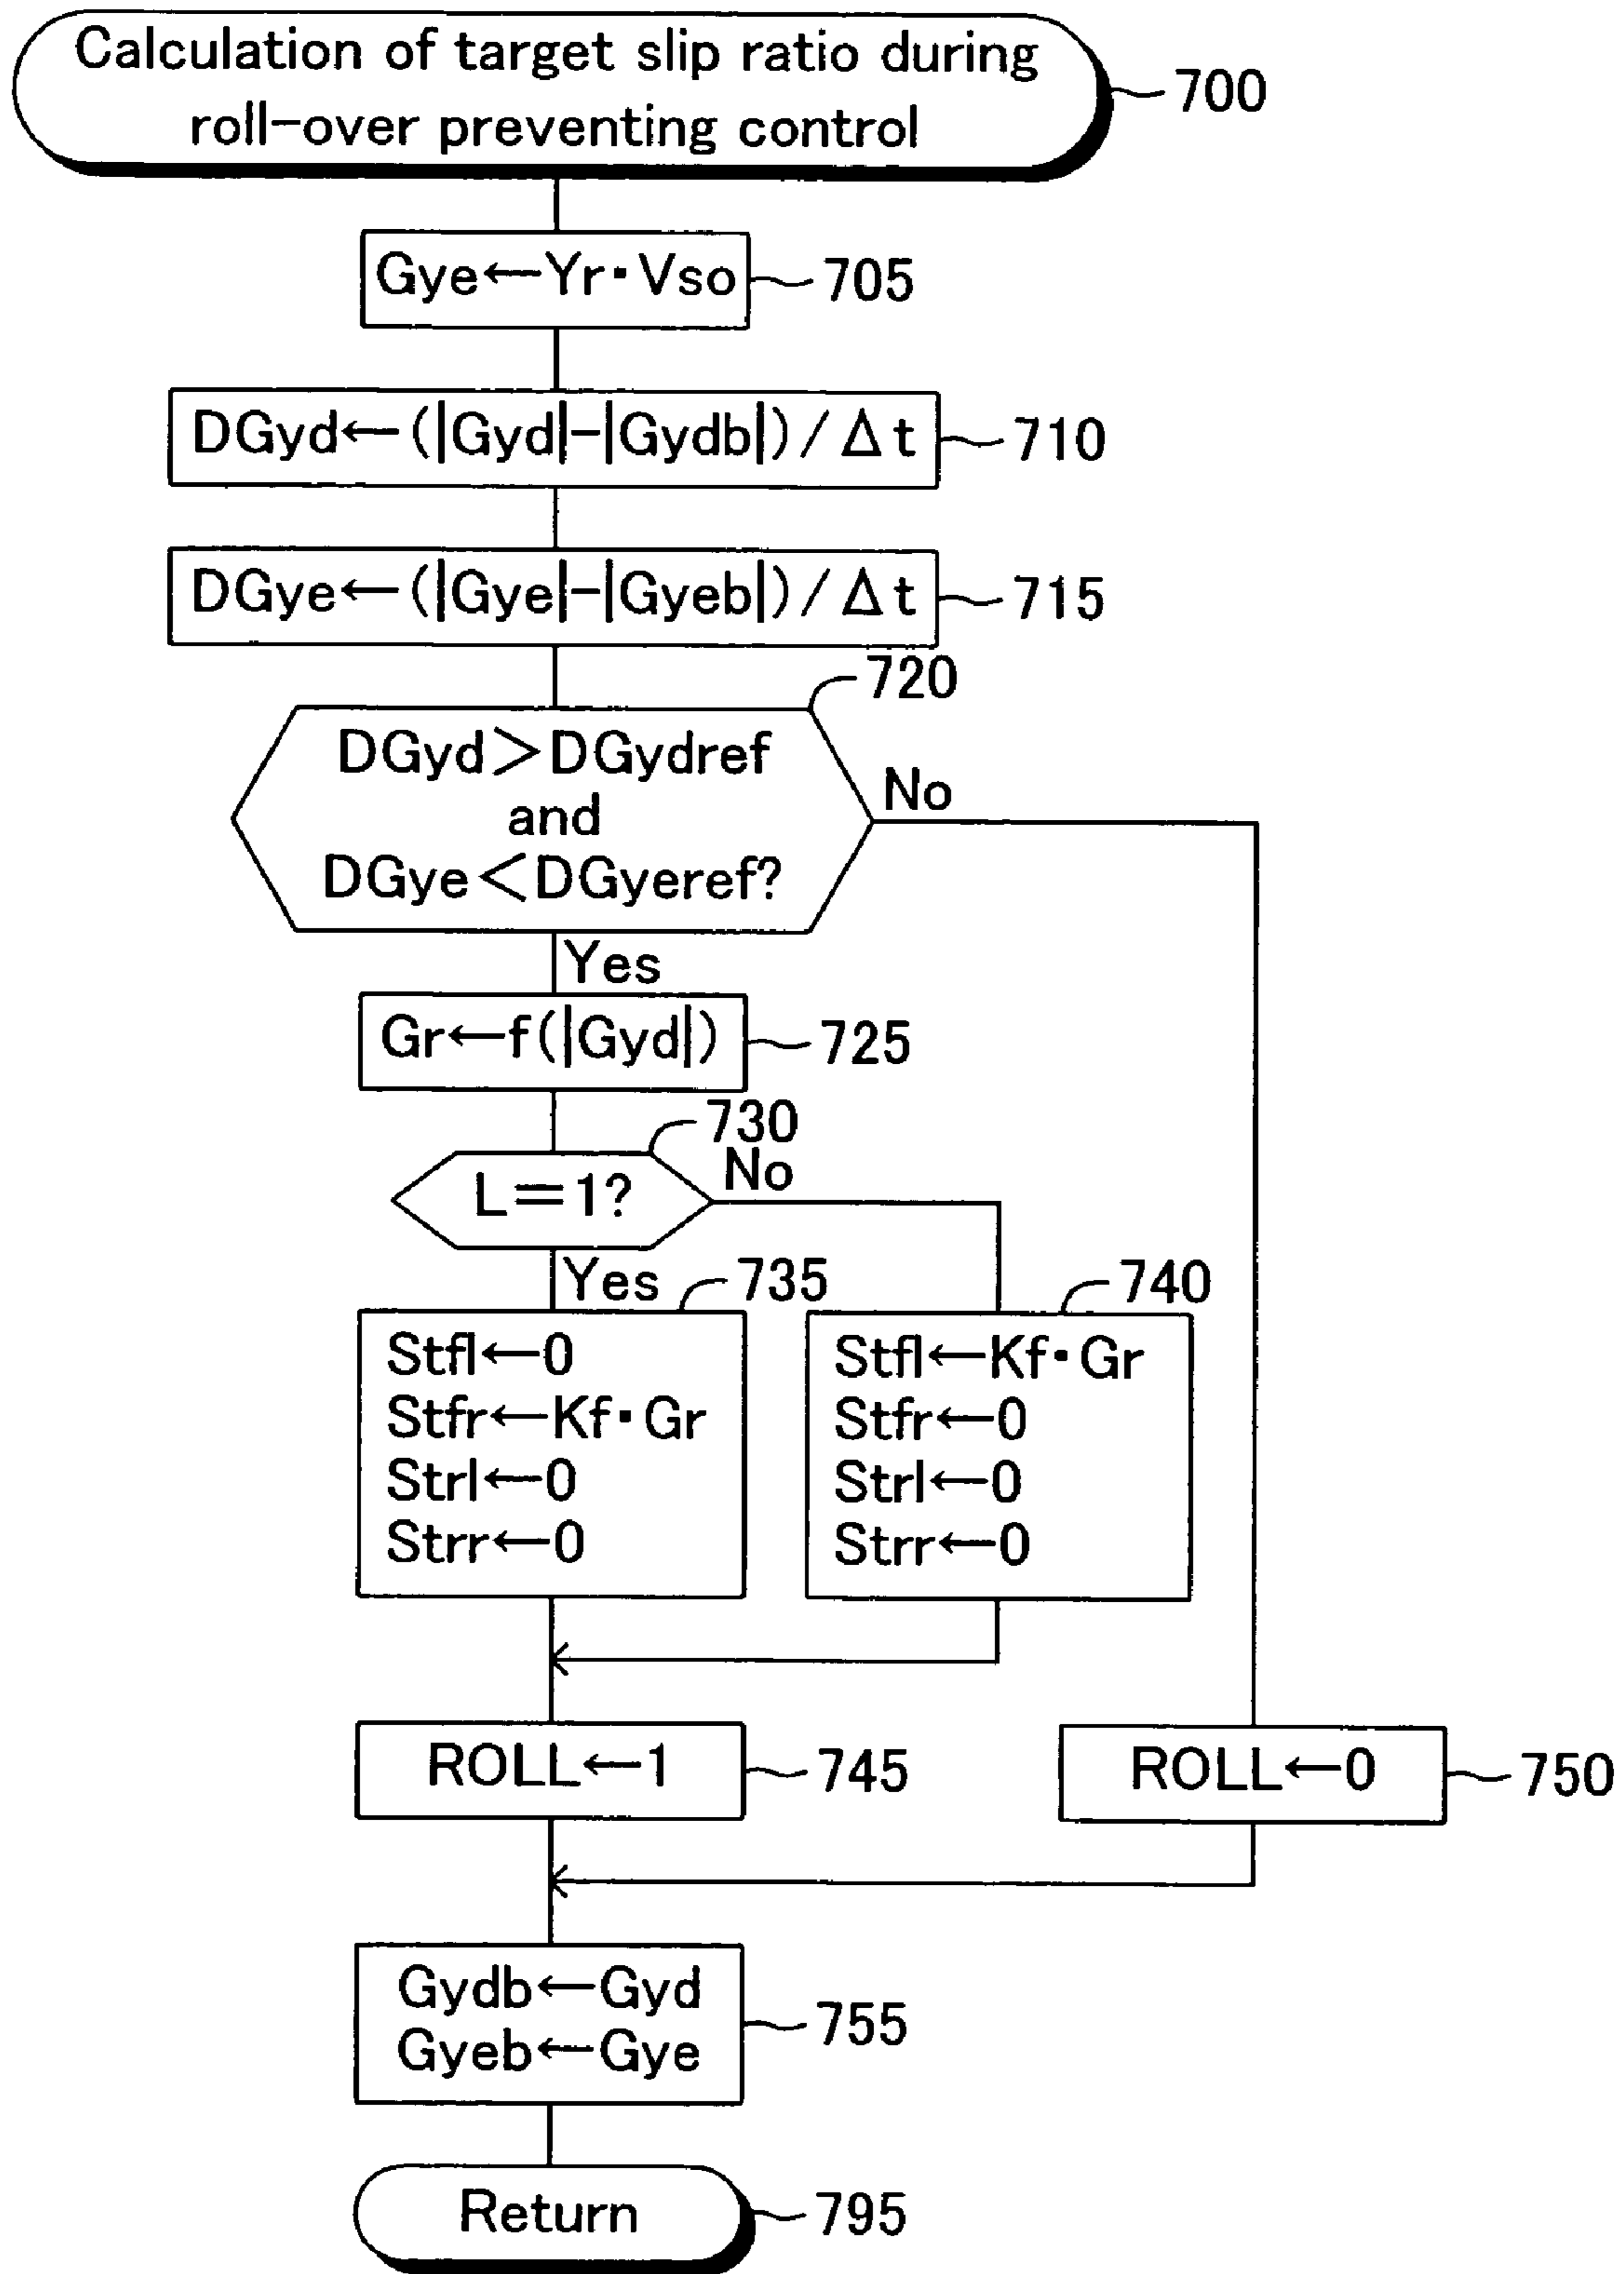 Calculation of target slip ratio during
roll-over preventing control
700
Gye←Yr·Vso
705
DGyd←(|Gyd|-|Gydb|)/Δt
710
DGye←(|Gye|-|Gyeb|)/Δt
715
720
DGyd>DGydref
and
DGye<DGyeref?
No
Yes
Gr←f(|Gyd|)
725
730
L=1?
No
Yes
735
Stfl←0
Stfr←Kf·Gr
Strl←0
Strr←0
740
Stfl←Kf·Gr
Stfr←0
Strl←0
Strr←0
ROLL←1
745
ROLL←0
750
Gydb←Gyd
Gyeb←Gye
755
Return
795